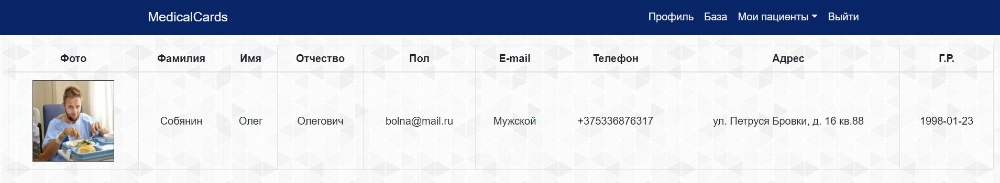 MedicalCards Профиль База Мои пациенты Выйти
Фото Фамилия Имя Отчество Пол E-mail Телефон Адрес Г.Р.
Собянин Олег Олегович bolna@mail.ru Мужской +375336876317 ул. Петруся Бровки, д. 16 кв.88 1998-01-23